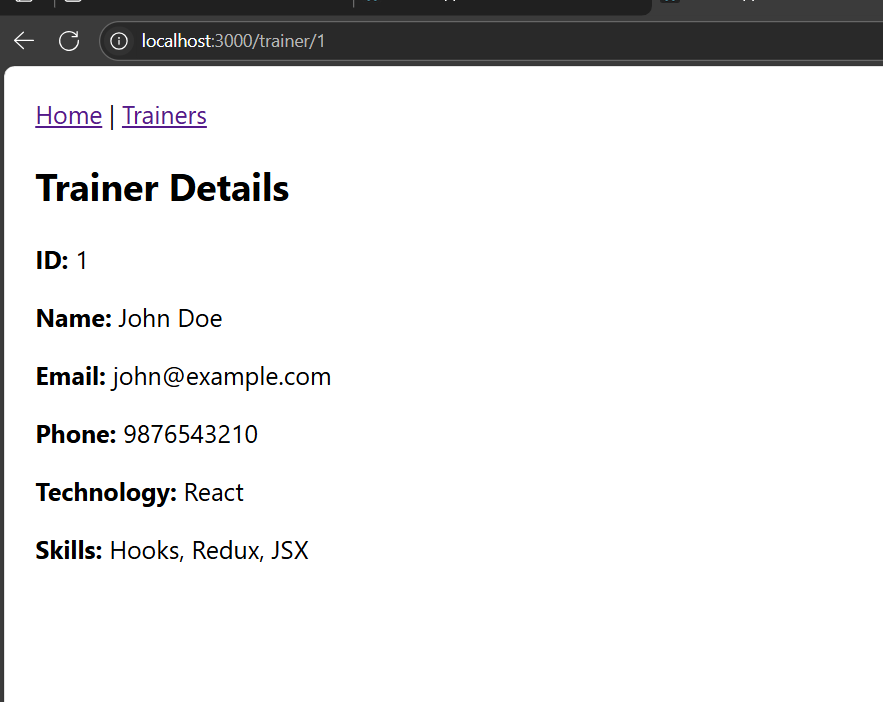 localhost:3000/trainer/1
Home | Trainers
Trainer Details
ID: 1
Name: John Doe
Email: john@example.com
Phone: 9876543210
Technology: React
Skills: Hooks, Redux, JSX